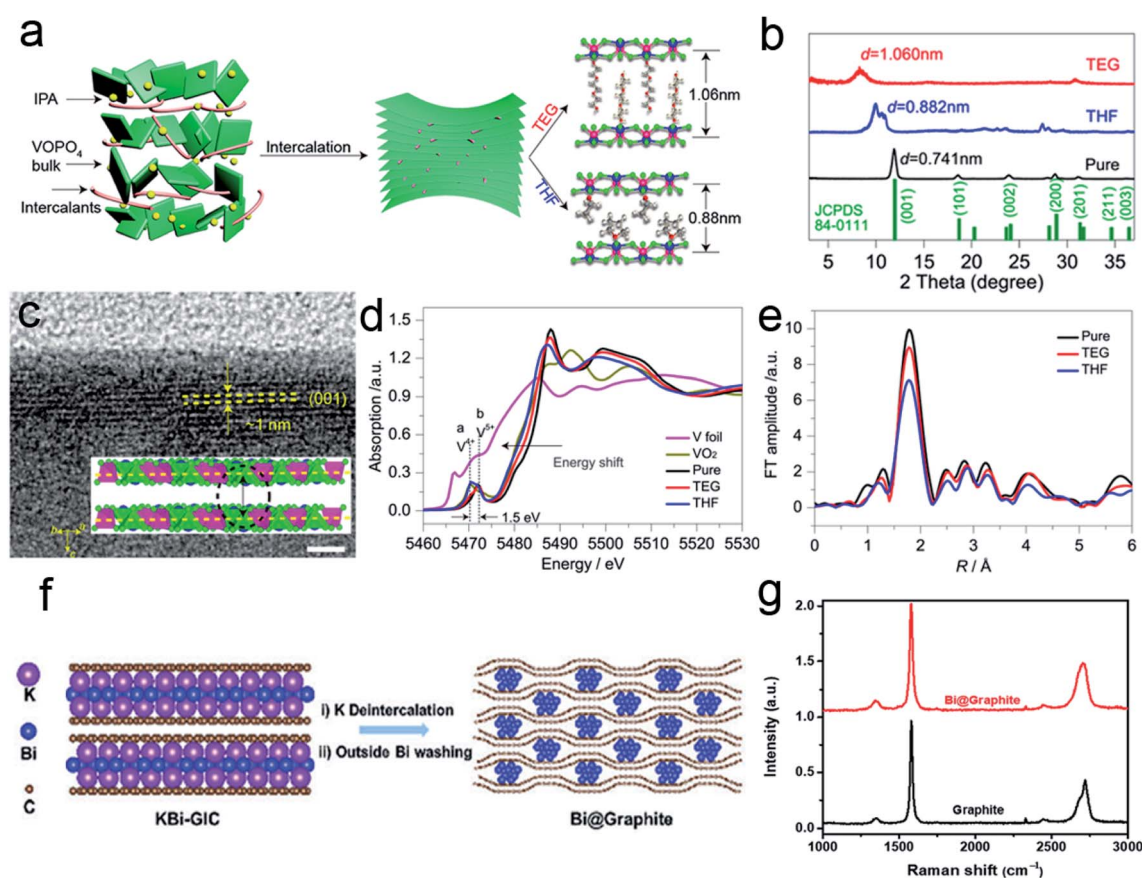 a
IPA
VOPO4
bulk
Intercalants
Intercalation
TEG
THF
1.06nm
0.88nm
b
d=1.060nm
TEG
d=0.882nm
THF
d=0.741nm
Pure
JCPDS
84-0111
(001)
(101)
(002)
(200)
(201)
(211)
(003)
5 10 15 20 25 30 35
2 Theta (degree)
c
(001)
~1 nm
b
a
c
d
1.5
1.2
0.9
0.6
0.3
0.0
Absorption /a.u.
a
V4+
b
V5+
Energy shift
1.5 eV
V foil
VO2
Pure
TEG
THF
5460 5470 5480 5490 5500 5510 5520 5530
Energy / eV
e
10
8
6
4
2
0
FT amplitude /a.u.
Pure
TEG
THF
0 1 2 3 4 5 6
R / Å
f
K
Bi
C
i) K Deintercalation
ii) Outside Bi washing
KBi-GIC
Bi@Graphite
g
2.0
1.5
1.0
0.5
0.0
Intensity (a.u.)
Bi@Graphite
Graphite
1000 1500 2000 2500 3000
Raman shift (cm−1)